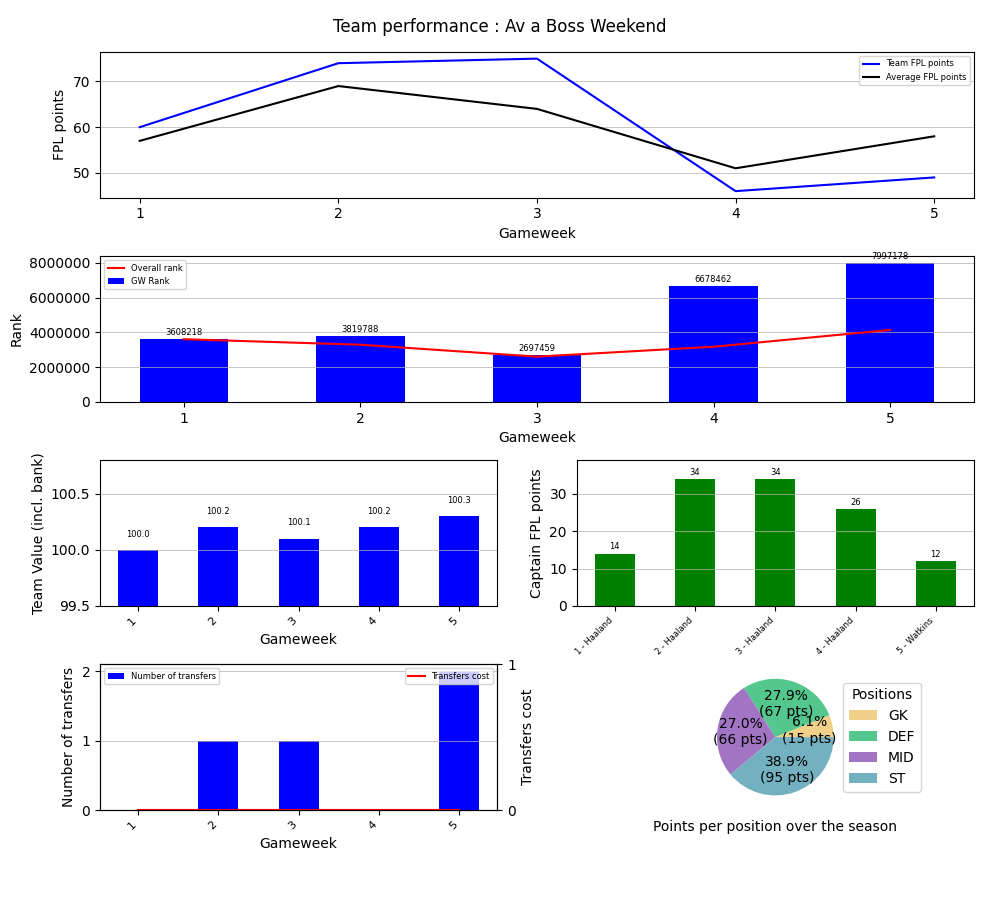 Team performance : Av a Boss Weekend
FPL points
70
60
50
Team FPL points
Average FPL points
1 2 3 4 5
Gameweek
Rank
8000000
6000000
4000000
2000000
0
Overall rank
GW Rank
3608218
3819788
2697459
6678462
7997178
1 2 3 4 5
Gameweek
Team Value (incl. bank)
100.5
100.0
99.5
100.0
100.2
100.1
100.2
100.3
1 2 3 4 5
Gameweek
Captain FPL points
30
20
10
0
14
34
34
26
12
1 - Haaland
2 - Haaland
3 - Haaland
4 - Haaland
5 - Watkins
Number of transfers
2
1
0
Number of transfers
Transfers cost
1
0
Transfers cost
1 2 3 4 5
Gameweek
27.9%
(67 pts)
6.1%
(15 pts)
27.0%
(66 pts)
38.9%
(95 pts)
Positions
GK
DEF
MID
ST
Points per position over the season